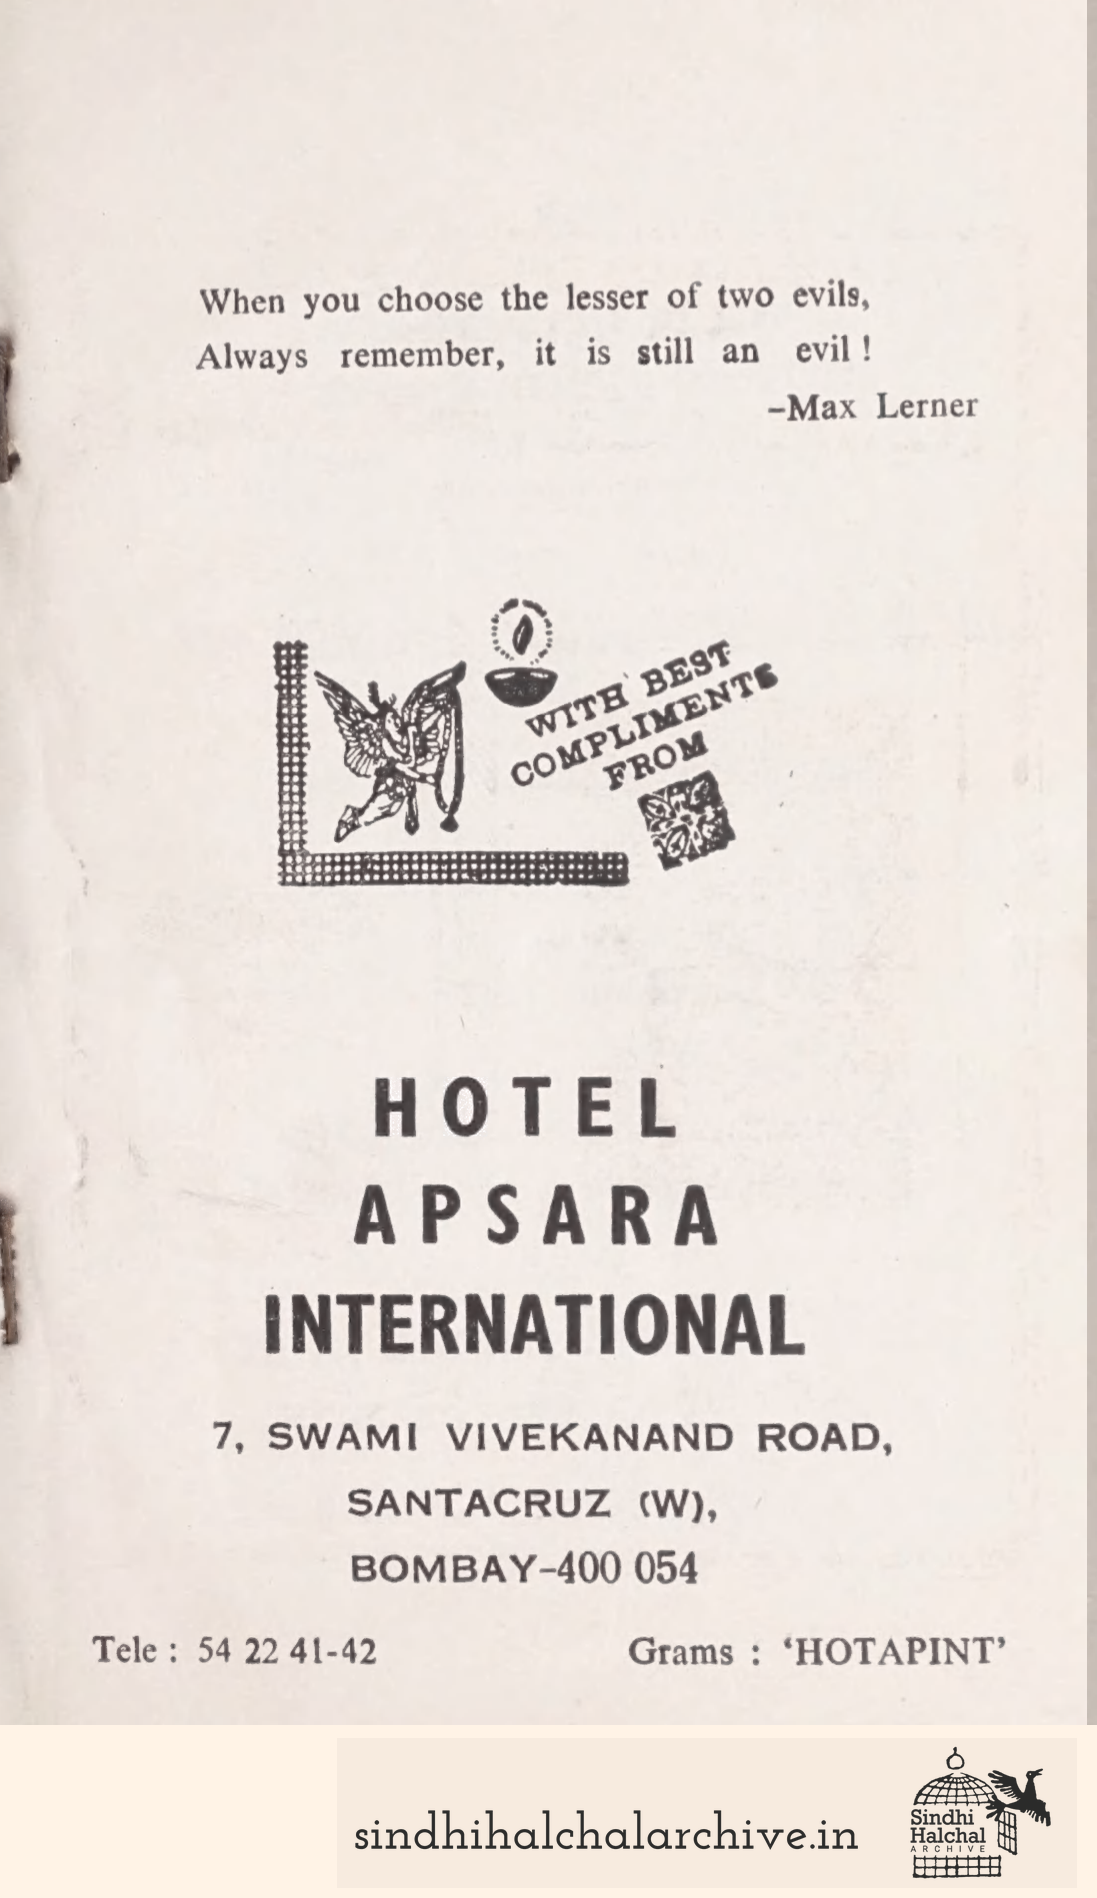 When you choose the lesser of two evils,
Always remember, it is still an evil !
-Max Lerner
WITH BEST
COMPLIMENTS
FROM
HOTEL
APSARA
INTERNATIONAL
7, SWAMI VIVEKANAND ROAD,
SANTACRUZ (W),
BOMBAY-400 054
Tele : 54 22 41-42 Grams : ‘HOTAPINT’
sindhihalchalarchive.in
Sindhi
Halchal
ARCHIVE